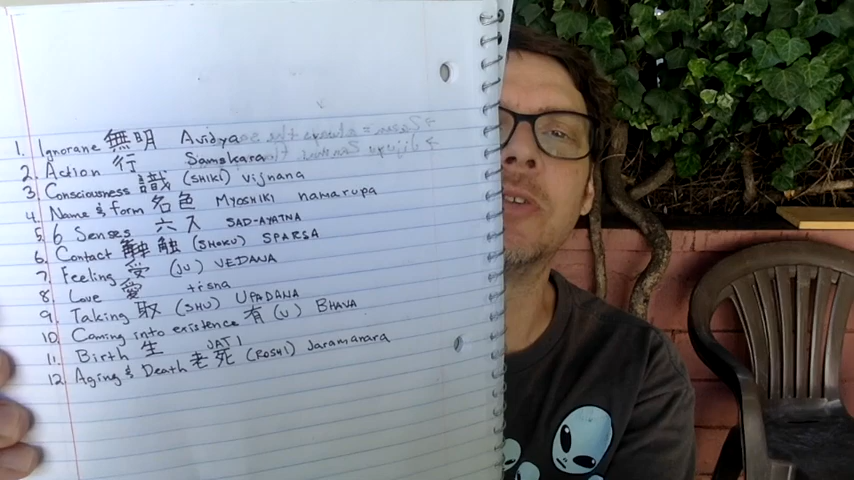 1. Ignorane 無明 Avidya
2. Action 行 Samskara
3. Consciousness 識 (SHIKI) Vijnana
4. Name & form 名色 MYOSHIKI namarupa
5. 6 Senses 六入 SAD-AYATNA
6. Contact 触 (SHOKU) SPARSA
7. Feeling 受 (JU) VEDANA
8. Love 愛 trsna
9. Taking 取 (SHU) UPADANA
10. Coming into existence 有 (U) BHAVA
11. Birth 生 JATI
12. Aging & Death 老死 (ROSHI) Jaramanara